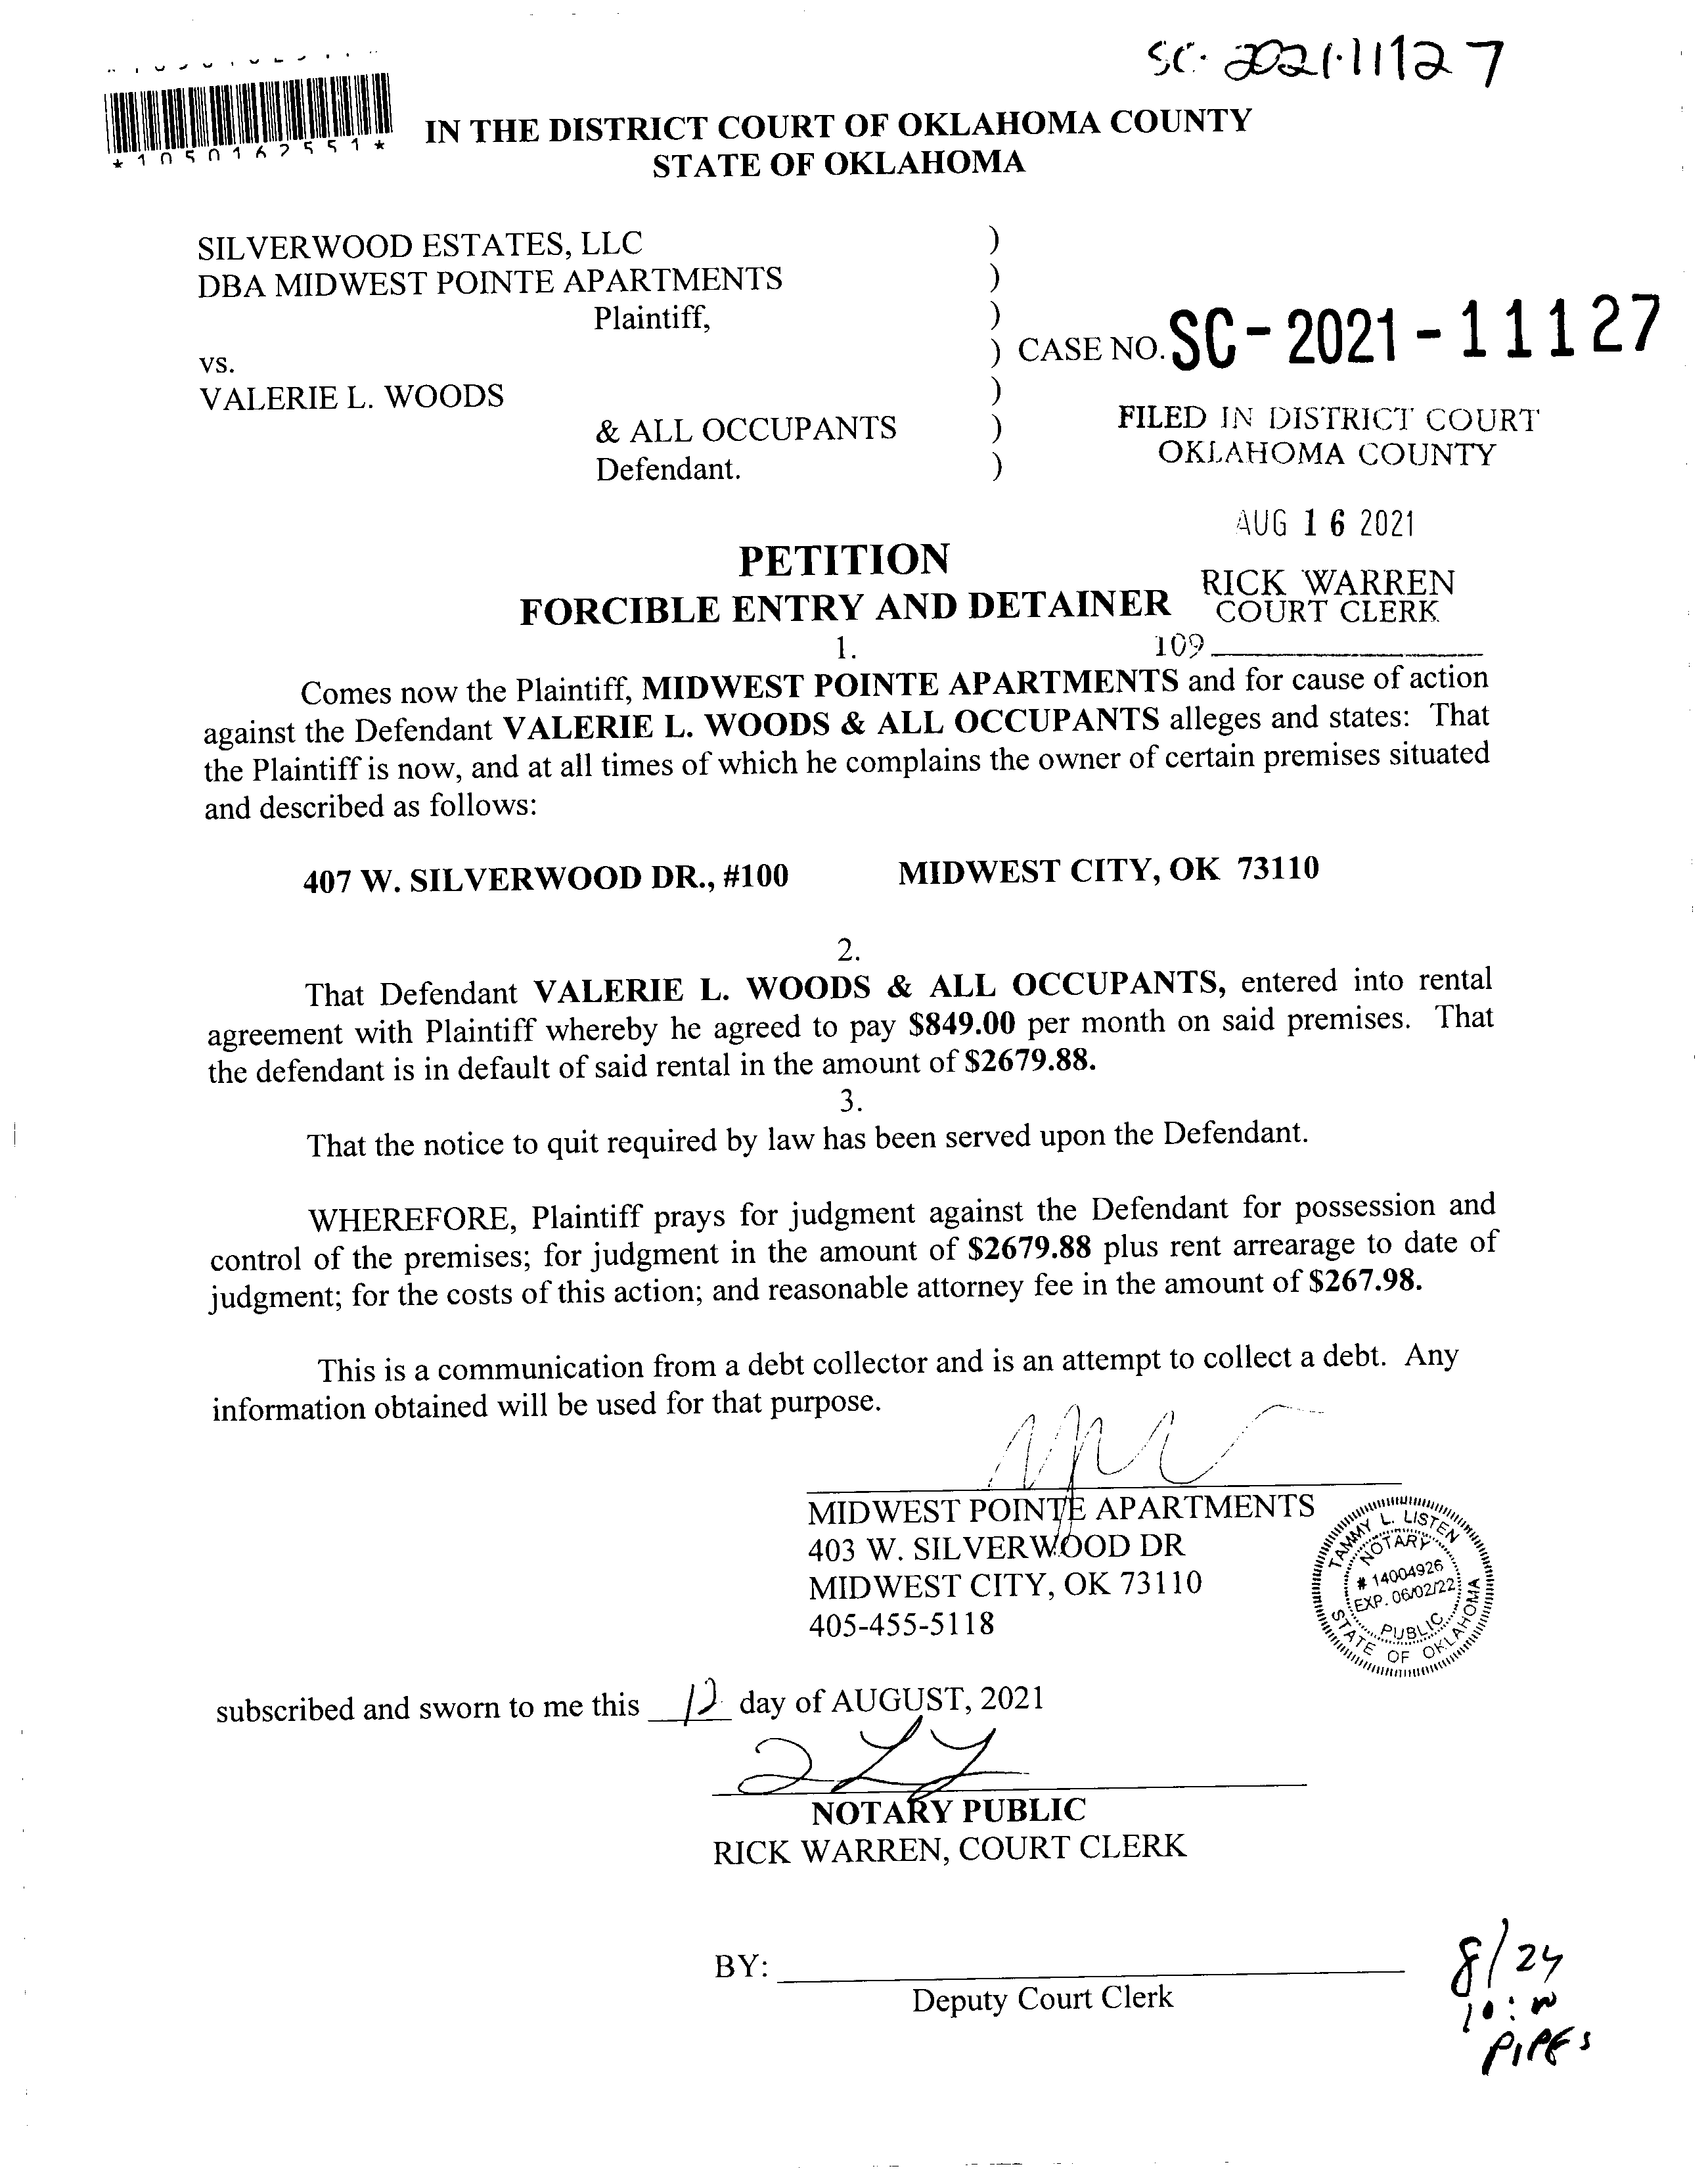 SC-2021-11127
*1050162551*
IN THE DISTRICT COURT OF OKLAHOMA COUNTY
STATE OF OKLAHOMA
SILVERWOOD ESTATES, LLC )
DBA MIDWEST POINTE APARTMENTS )
Plaintiff, )
vs. ) CASE NO. SC-2021-11127
VALERIE L. WOODS )
& ALL OCCUPANTS )
Defendant. )
FILED IN DISTRICT COURT
OKLAHOMA COUNTY
AUG 16 2021
RICK WARREN
COURT CLERK
109
PETITION
FORCIBLE ENTRY AND DETAINER
1.
Comes now the Plaintiff, MIDWEST POINTE APARTMENTS and for cause of action
against the Defendant VALERIE L. WOODS & ALL OCCUPANTS alleges and states: That
the Plaintiff is now, and at all times of which he complains the owner of certain premises situated
and described as follows:
407 W. SILVERWOOD DR., #100 MIDWEST CITY, OK 73110
2.
That Defendant VALERIE L. WOODS & ALL OCCUPANTS, entered into rental
agreement with Plaintiff whereby he agreed to pay $849.00 per month on said premises. That
the defendant is in default of said rental in the amount of $2679.88.
3.
That the notice to quit required by law has been served upon the Defendant.
WHEREFORE, Plaintiff prays for judgment against the Defendant for possession and
control of the premises; for judgment in the amount of $2679.88 plus rent arrearage to date of
judgment; for the costs of this action; and reasonable attorney fee in the amount of $267.98.
This is a communication from a debt collector and is an attempt to collect a debt. Any
information obtained will be used for that purpose.
MIDWEST POINTE APARTMENTS
403 W. SILVERWOOD DR
MIDWEST CITY, OK 73110
405-455-5118
TAMMY L. LISTEN
NOTARY
# 14004926
EXP. 06/02/22
PUBLIC
STATE OF OKLAHOMA
subscribed and sworn to me this 12 day of AUGUST, 2021
NOTARY PUBLIC
RICK WARREN, COURT CLERK
BY:
Deputy Court Clerk
8/24
PIPES